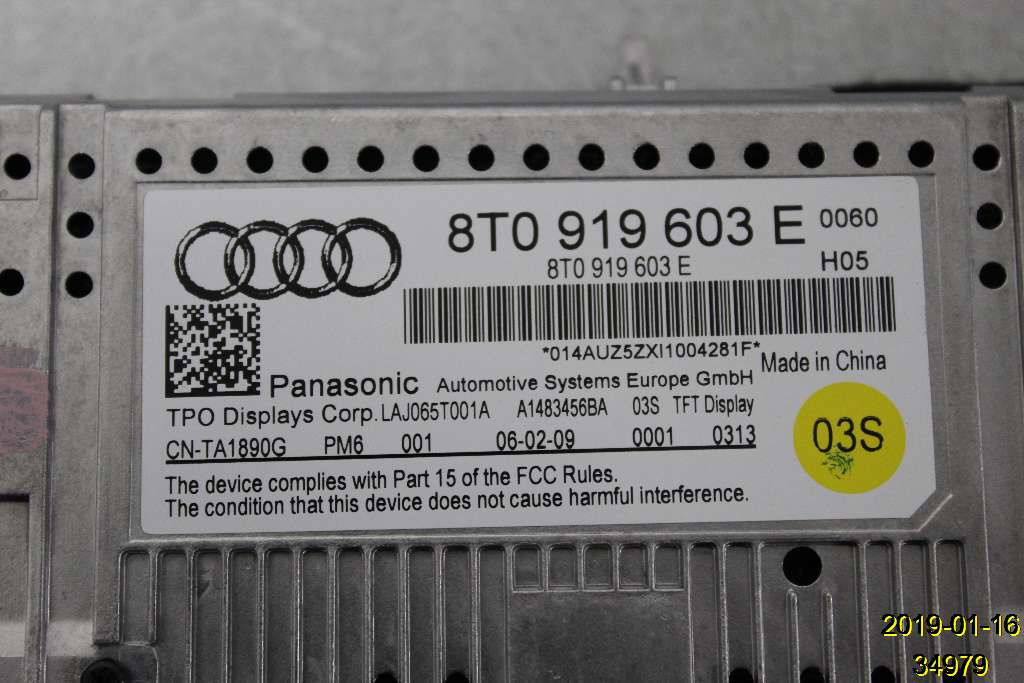 8T0 919 603 E 0060
8T0 919 603 E H05
*014AUZ5ZXI1004281F*
Made in China
Panasonic Automotive Systems Europe GmbH
TPO Displays Corp. LAJ065T001A A1483456BA 03S TFT Display
CN-TA1890G PM6 001 06-02-09 0001 0313
03S
The device complies with Part 15 of the FCC Rules.
The condition that this device does not cause harmful interference.
2019-01-16
34979